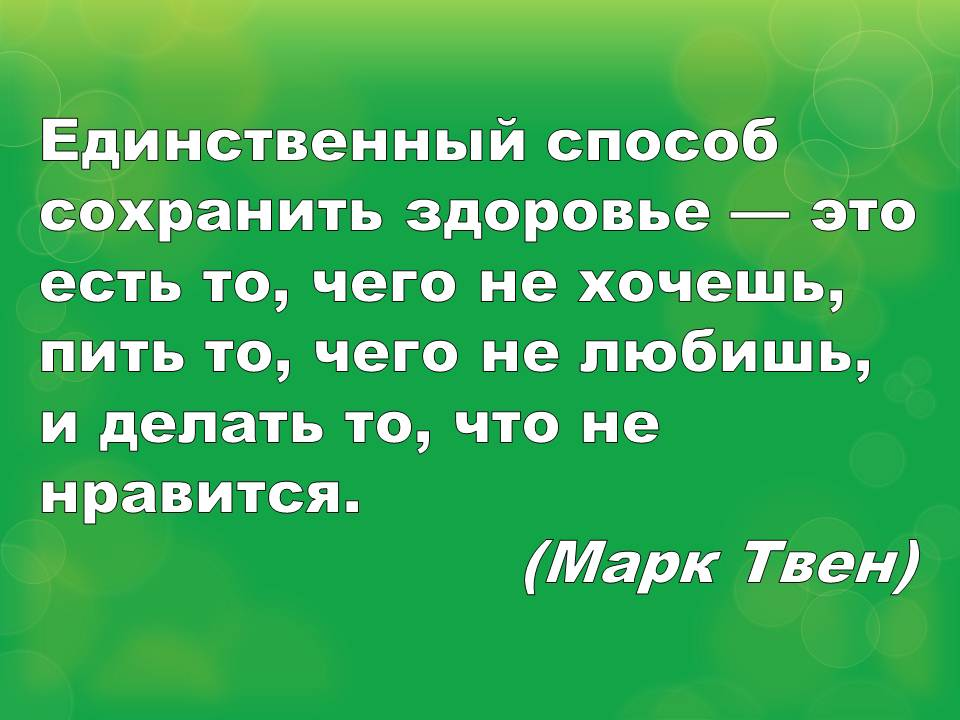 Единственный способ
сохранить здоровье — это
есть то, чего не хочешь,
пить то, чего не любишь,
и делать то, что не
нравится.
(Марк Твен)